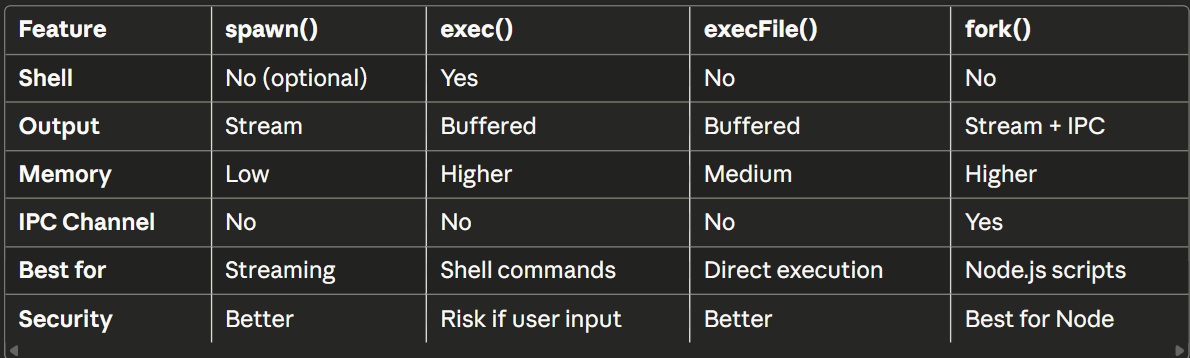 Feature spawn() exec() execFile() fork()
Shell No (optional) Yes No No
Output Stream Buffered Buffered Stream + IPC
Memory Low Higher Medium Higher
IPC Channel No No No Yes
Best for Streaming Shell commands Direct execution Node.js scripts
Security Better Risk if user input Better Best for Node